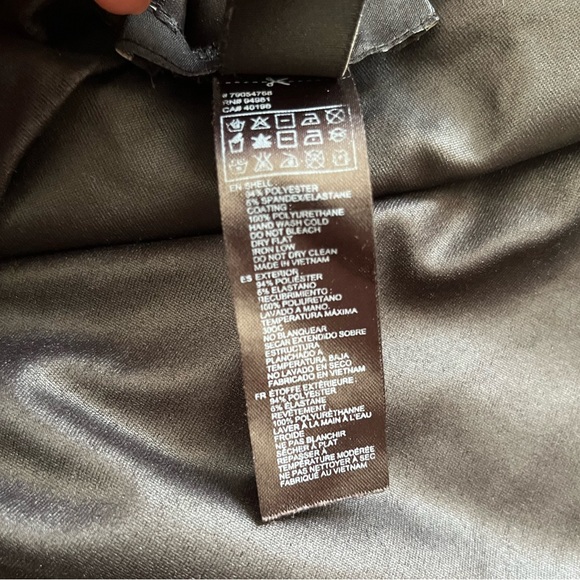 # 79054768
RN# 94981
CA# 40196
EN SHELL:
94% POLYESTER
6% SPANDEX/ELASTANE
COATING :
100% POLYURETHANE
HAND WASH COLD
DO NOT BLEACH
DRY FLAT
IRON LOW
DO NOT DRY CLEAN
MADE IN VIETNAM
ES EXTERIOR :
94% POLIÉSTER
6% ELASTANO
RECUBRIMIENTO :
100% POLIURETANO
LAVADO A MANO.
TEMPERATURA MÁXIMA
30ºC
NO BLANQUEAR
SECAR EXTENDIDO SOBRE
ESTRUCTURA
PLANCHADO A
TEMPERATURA BAJA
NO LAVADO EN SECO
FABRICADO EN VIETNAM
FR ÉTOFFE EXTÉRIEURE :
94% POLYESTER
6% ÉLASTANE
REVÊTEMENT
100% POLYURÉTHANNE
LAVER À LA MAIN À L'EAU
FROIDE
NE PAS BLANCHIR
SÉCHER À PLAT
REPASSER À
TEMPÉRATURE MODÉRÉE
NE PAS NETTOYER À SEC
FABRIQUÉ AU VIETNAM